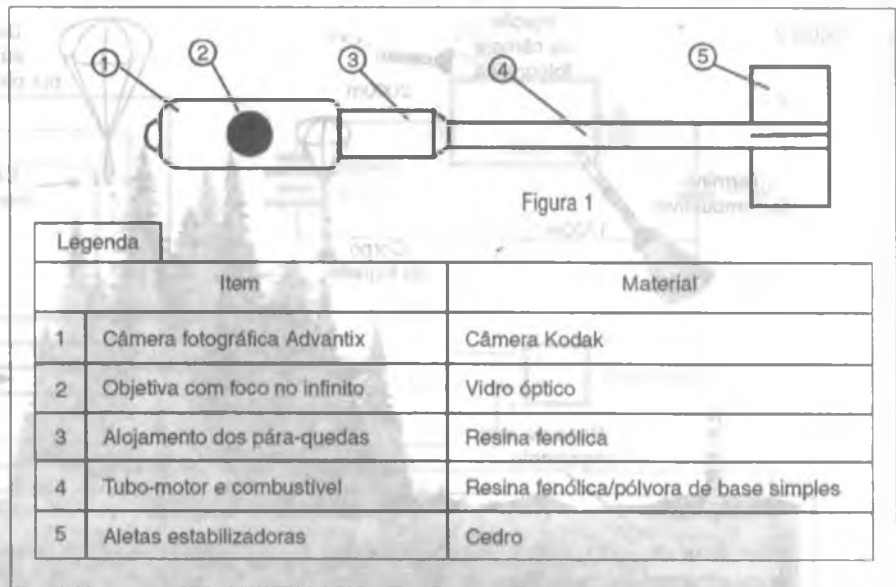 ① ② ③ ④ ⑤
Figura 1
Legenda
Item Material
1 Câmera fotográfica Advantix Câmera Kodak
2 Objetiva com foco no infinito Vidro óptico
3 Alojamento dos pára-quedas Resina fenólica
4 Tubo-motor e combustível Resina fenólica/pólvora de base simples
5 Aletas estabilizadoras Cedro